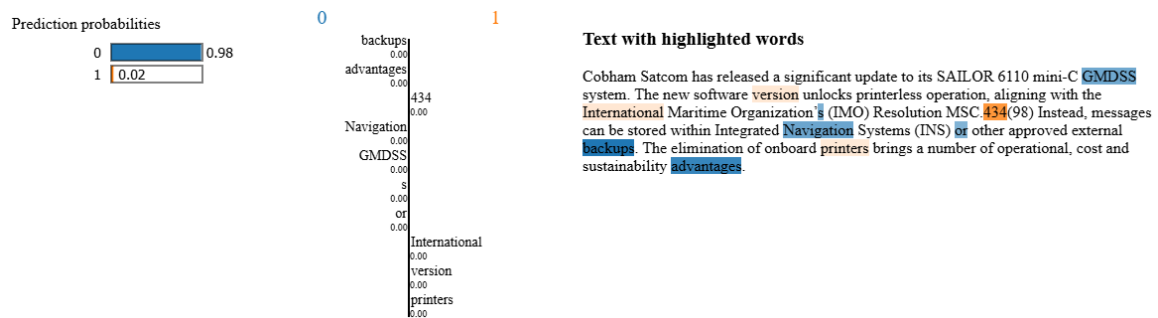 Prediction probabilities
0 0.98
1 0.02
0 1
backups
0.00
advantages
0.00
434
0.00
Navigation
0.00
GMDSS
0.00
s
0.00
or
0.00
International
0.00
version
0.00
printers
0.00
Text with highlighted words
Cobham Satcom has released a significant update to its SAILOR 6110 mini-C GMDSS
system. The new software version unlocks printerless operation, aligning with the
International Maritime Organization’s (IMO) Resolution MSC.434(98) Instead, messages
can be stored within Integrated Navigation Systems (INS) or other approved external
backups. The elimination of onboard printers brings a number of operational, cost and
sustainability advantages.